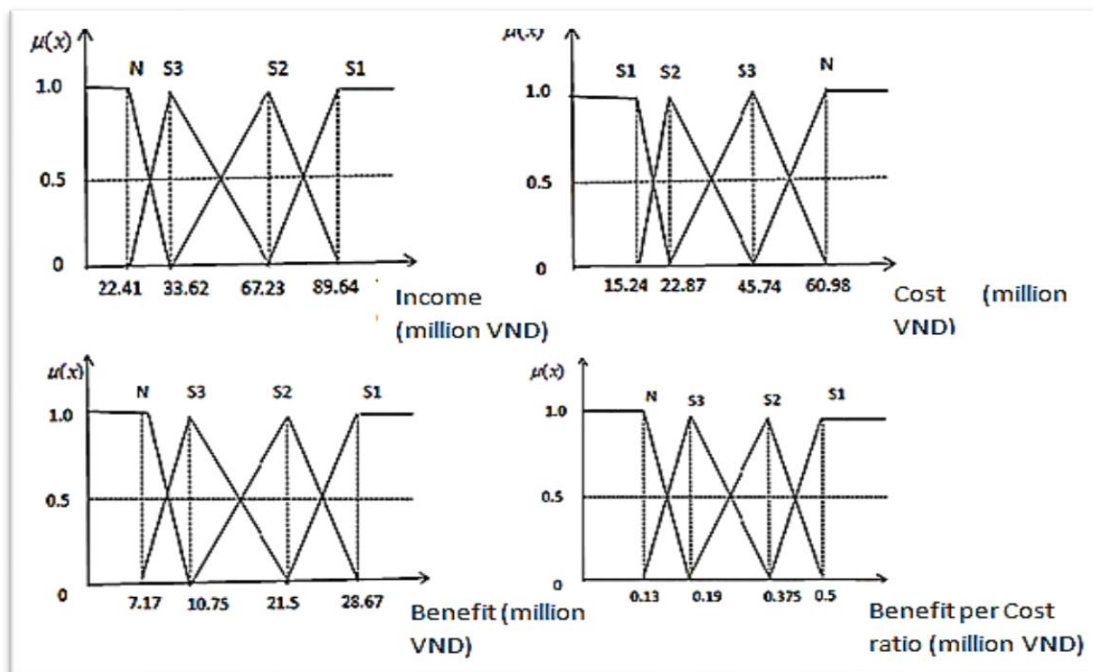 μ(x)
N S3 S2 S1
1.0
0.5
0
22.41 33.62 67.23 89.64
Income
(million VND)
μ(x)
S1 S2 S3 N
1.0
0.5
0
15.24 22.87 45.74 60.98
Cost (million
VND)
μ(x)
N S3 S2 S1
1.0
0.5
0
7.17 10.75 21.5 28.67
Benefit (million
VND)
μ(x)
N S3 S2 S1
1.0
0.5
0
0.13 0.19 0.375 0.5
Benefit per Cost
ratio (million VND)